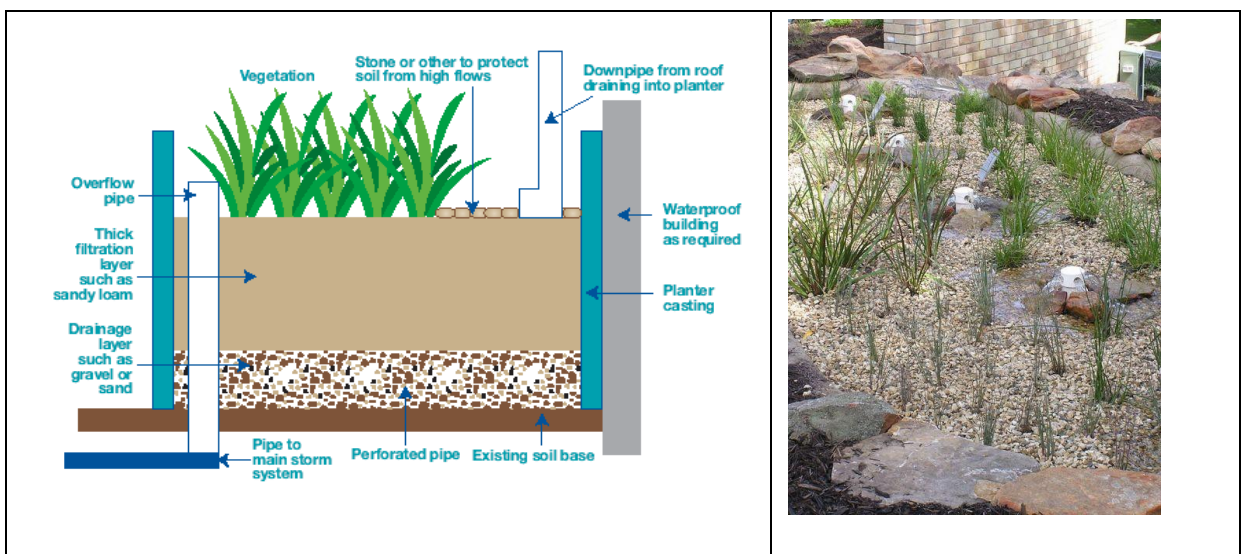 Vegetation
Stone or other to protect
soil from high flows
Downpipe from roof
draining into planter
Overflow
pipe
Thick
filtration
layer
such as
sandy loam
Waterproof
building
as required
Planter
casting
Drainage
layer
such as
gravel or
sand
Pipe to
main storm
system
Perforated pipe
Existing soil base